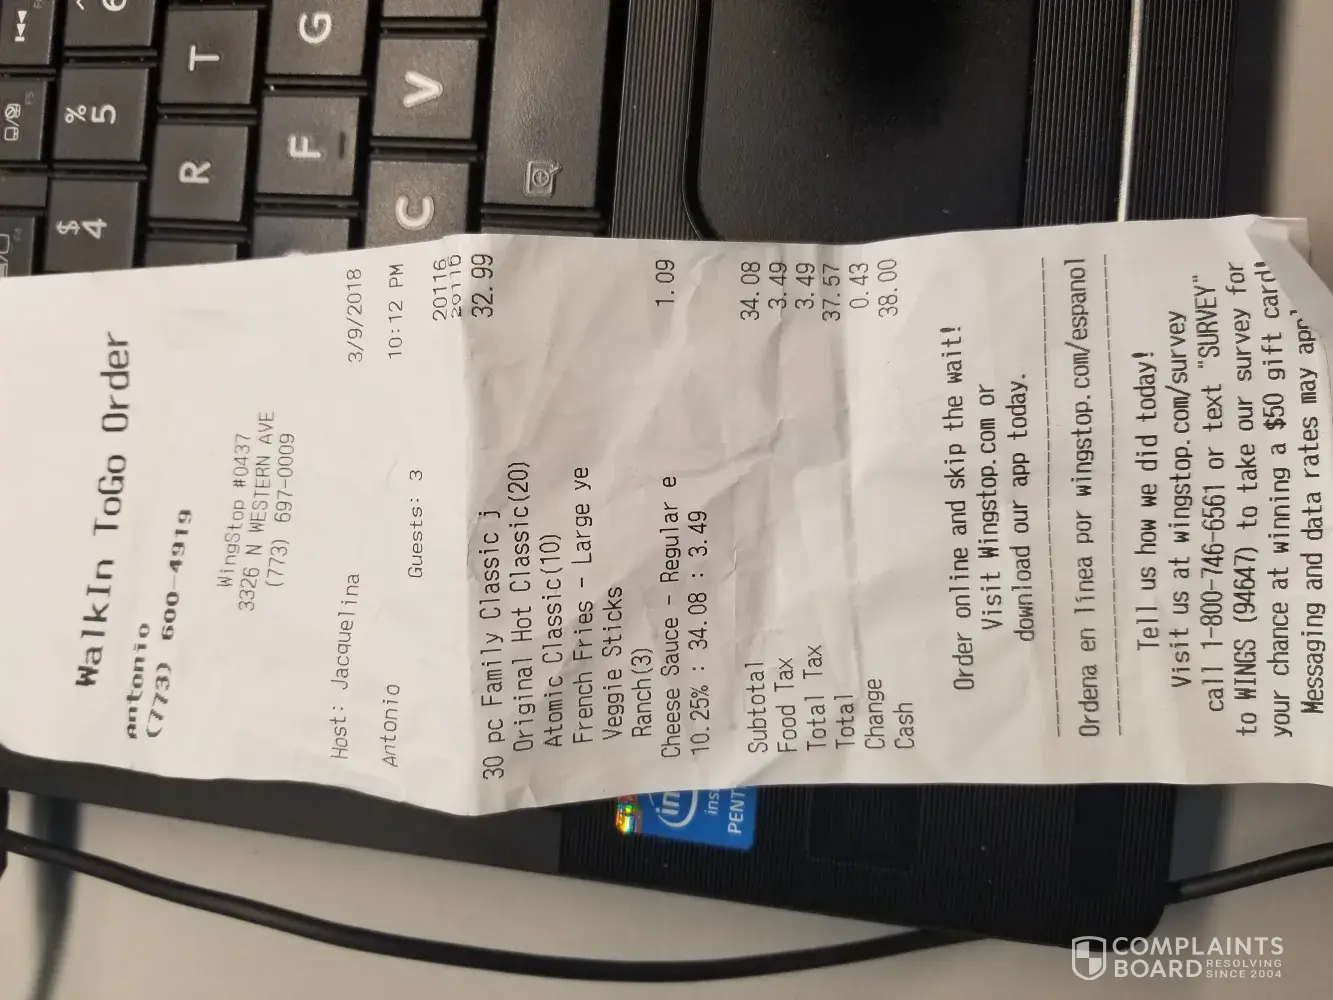 WalkIn ToGo Order
Antonio
(773) 600-4919
WingStop #0437
3326 N WESTERN AVE
(773) 697-0009
Host: Jacquelina 3/9/2018
Antonio 10:12 PM
Guests: 3 20116
20116
30 pc Family Classic j 32.99
Original Hot Classic(20)
Atomic Classic(10)
French Fries - Large ye
Veggie Sticks
Ranch(3)
Cheese Sauce - Regular e 1.09
10.25% : 34.08 : 3.49
Subtotal 34.08
Food Tax 3.49
Total Tax 3.49
Total 37.57
Change 0.43
Cash 38.00
Order online and skip the wait!
Visit Wingstop.com or
download our app today.
Ordena en línea por wingstop.com/espanol
Tell us how we did today!
Visit us at wingstop.com/survey
call 1-800-746-6561 or text "SURVEY"
to WINGS (94647) to take our survey for
your chance at winning a $50 gift card!
Messaging and data rates may
6
% 5
$ 4
T
R
G
F
V
C
F5
F4
PENT
COMPLAINTS
BOARD RESOLVING
SINCE 2004